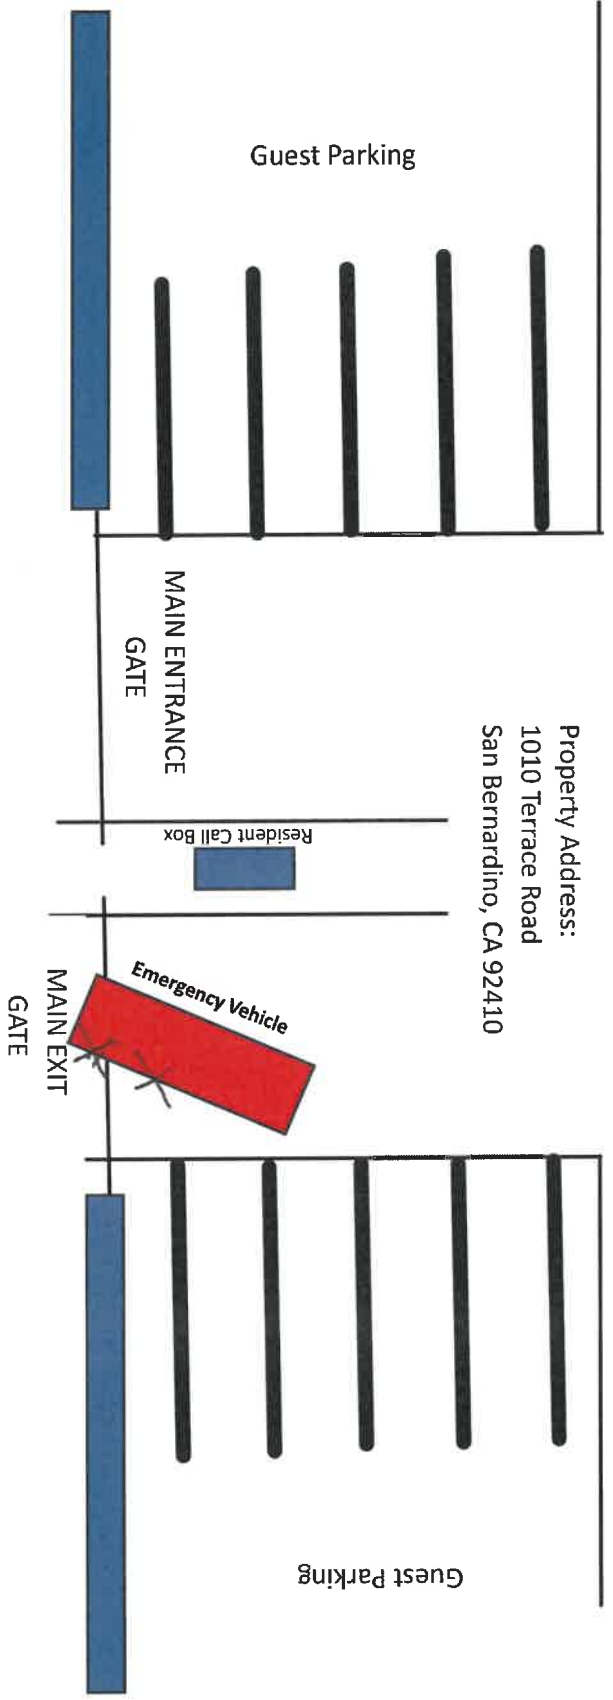 Guest Parking
Property Address:
1010 Terrace Road
San Bernardino, CA 92410
MAIN ENTRANCE
GATE
Resident Call Box
Emergency Vehicle
MAIN EXIT
GATE
Guest Parking